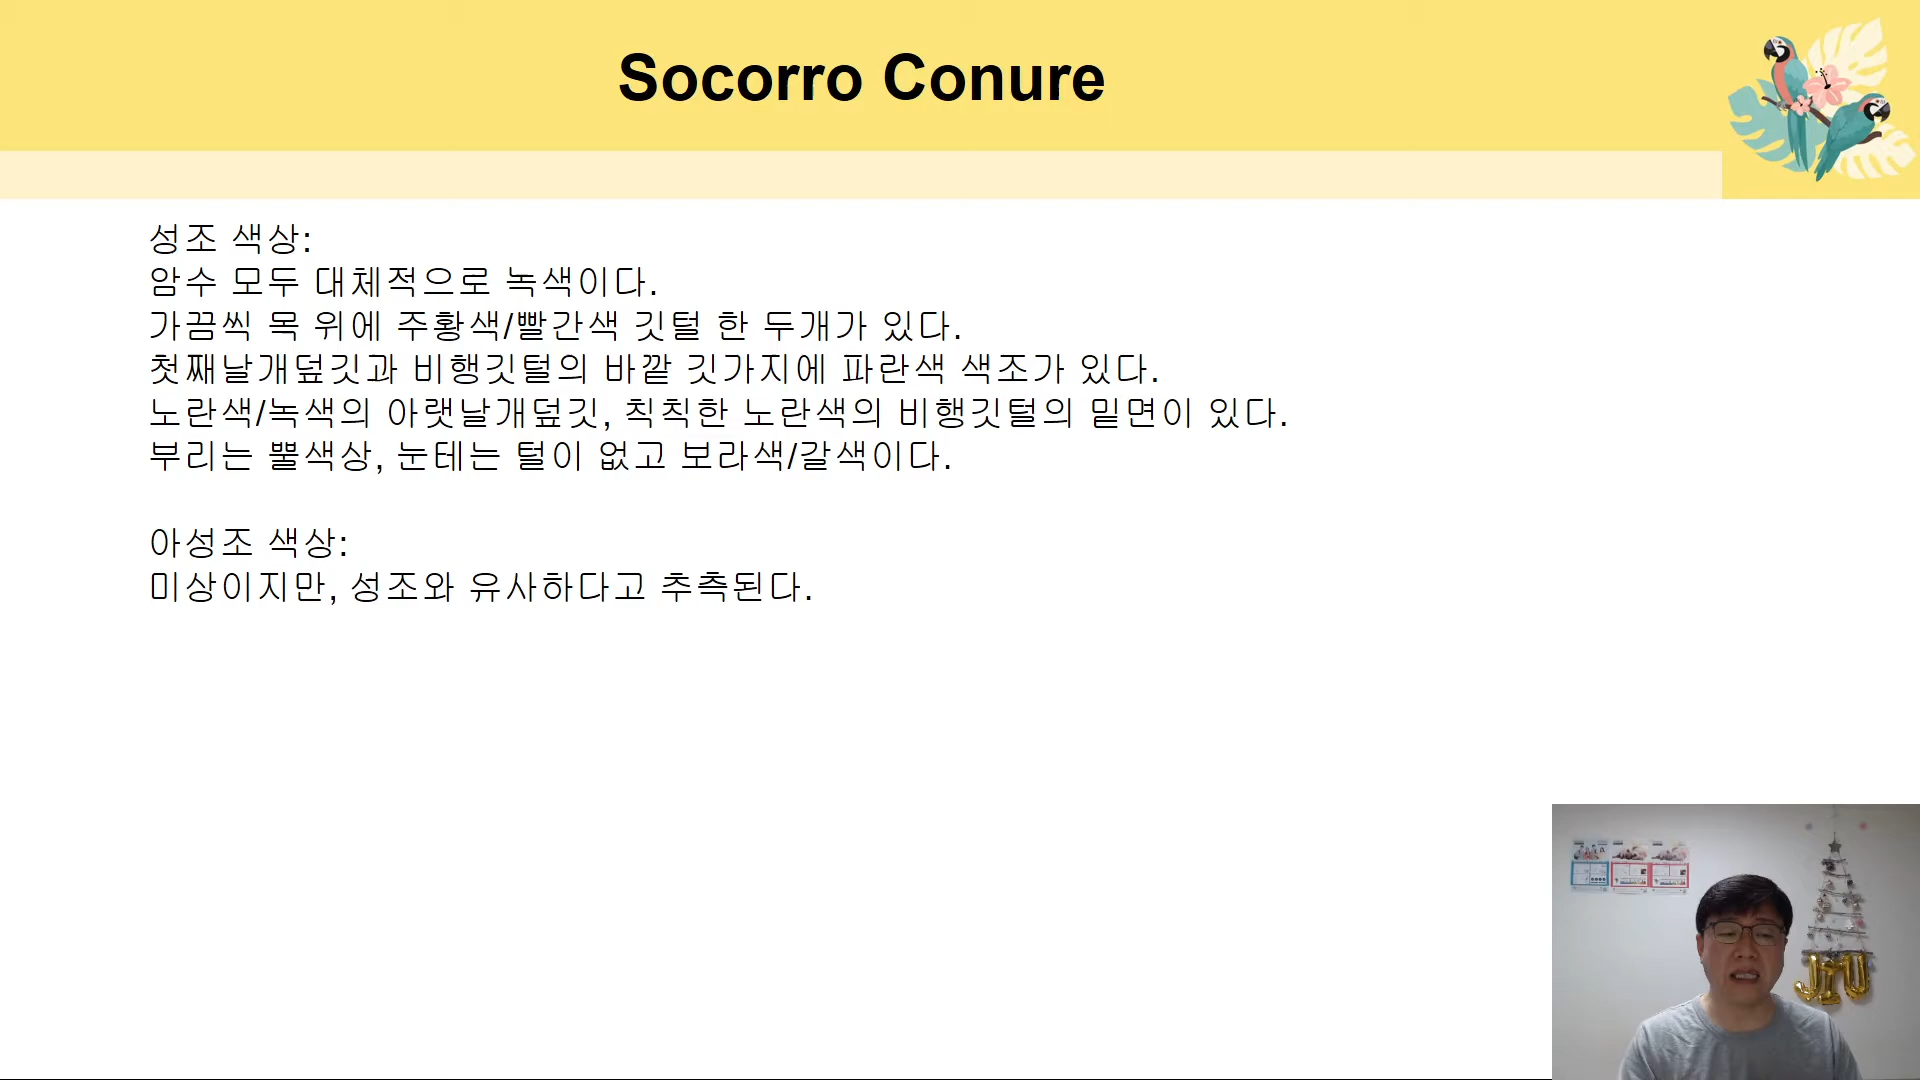 Socorro Conure
성조 색상:
암수 모두 대체적으로 녹색이다.
가끔씩 목 위에 주황색/빨간색 깃털 한 두개가 있다.
첫째날개덮깃과 비행깃털의 바깥 깃가지에 파란색 색조가 있다.
노란색/녹색의 아랫날개덮깃, 칙칙한 노란색의 비행깃털의 밑면이 있다.
부리는 뿔색상, 눈테는 털이 없고 보라색/갈색이다.
아성조 색상:
미상이지만, 성조와 유사하다고 추측된다.